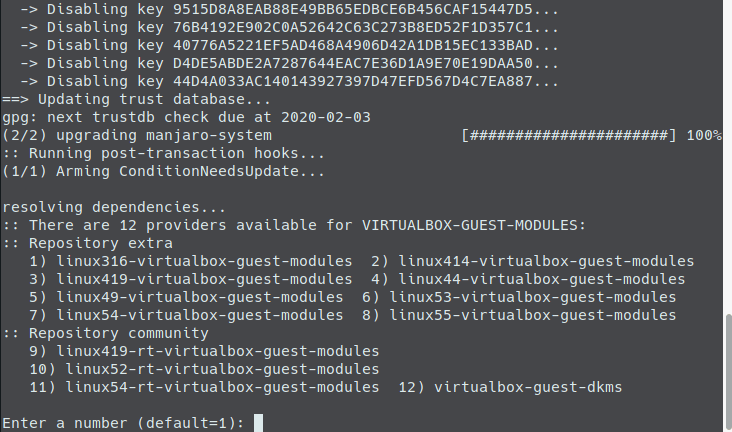 -> Disabling key 9515D8A8EAB88E49BB65EDBCE6B456CAF15447D5...
-> Disabling key 76B4192E902C0A52642C63C273B8ED52F1D357C1...
-> Disabling key 40776A5221EF5AD468A4906D42A1DB15EC133BAD...
-> Disabling key D4DE5ABDE2A7287644EAC7E36D1A9E70E19DAA50...
-> Disabling key 44D4A033AC140143927397D47EFD567D4C7EA887...
==> Updating trust database...
gpg: next trustdb check due at 2020-02-03
(2/2) upgrading manjaro-system [######################] 100%
:: Running post-transaction hooks...
(1/1) Arming ConditionNeedsUpdate...
resolving dependencies...
:: There are 12 providers available for VIRTUALBOX-GUEST-MODULES:
:: Repository extra
1) linux316-virtualbox-guest-modules 2) linux414-virtualbox-guest-modules
3) linux419-virtualbox-guest-modules 4) linux44-virtualbox-guest-modules
5) linux49-virtualbox-guest-modules 6) linux53-virtualbox-guest-modules
7) linux54-virtualbox-guest-modules 8) linux55-virtualbox-guest-modules
:: Repository community
9) linux419-rt-virtualbox-guest-modules
10) linux52-rt-virtualbox-guest-modules
11) linux54-rt-virtualbox-guest-modules 12) virtualbox-guest-dkms
Enter a number (default=1):